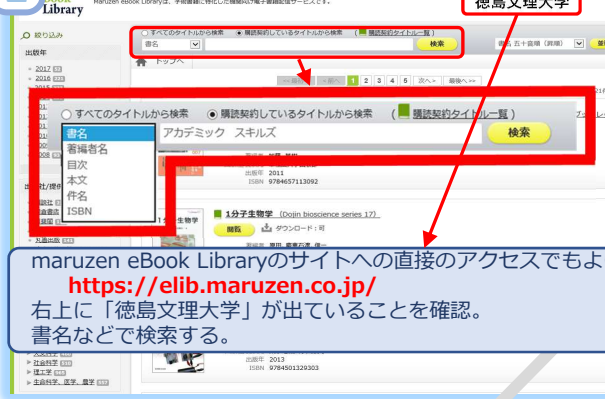 Library
Maruzen eBook Libraryは、学術書籍に特化した機関向け電子書籍配信サービスです。
徳島文理大学
絞り込み
すべてのタイトルから検索 購読契約しているタイトルから検索 ( 購読契約タイトル一覧 )
書名 検索 書名 五十音順（昇順）
出版年
トップへ
2017
2016
2015
1 2 3 4 5 次へ> 最後へ>>
すべてのタイトルから検索 購読契約しているタイトルから検索 ( 購読契約タイトル一覧 )
書名 アカデミック スキルズ 検索
著編者名
目次
本文
件名
ISBN
出版年 2011
ISBN 9784657113092
1分子生物学 (Dojin bioscience series 17)
閲覧 ダウンロード：可
丸善出版
maruzen eBook Libraryのサイトへの直接のアクセスでもよ
https://elib.maruzen.co.jp/
右上に「徳島文理大学」が出ていることを確認。
書名などで検索する。
出版年 2013
ISBN 9784501329303
社会科学
理工学
生命科学、医学、農学